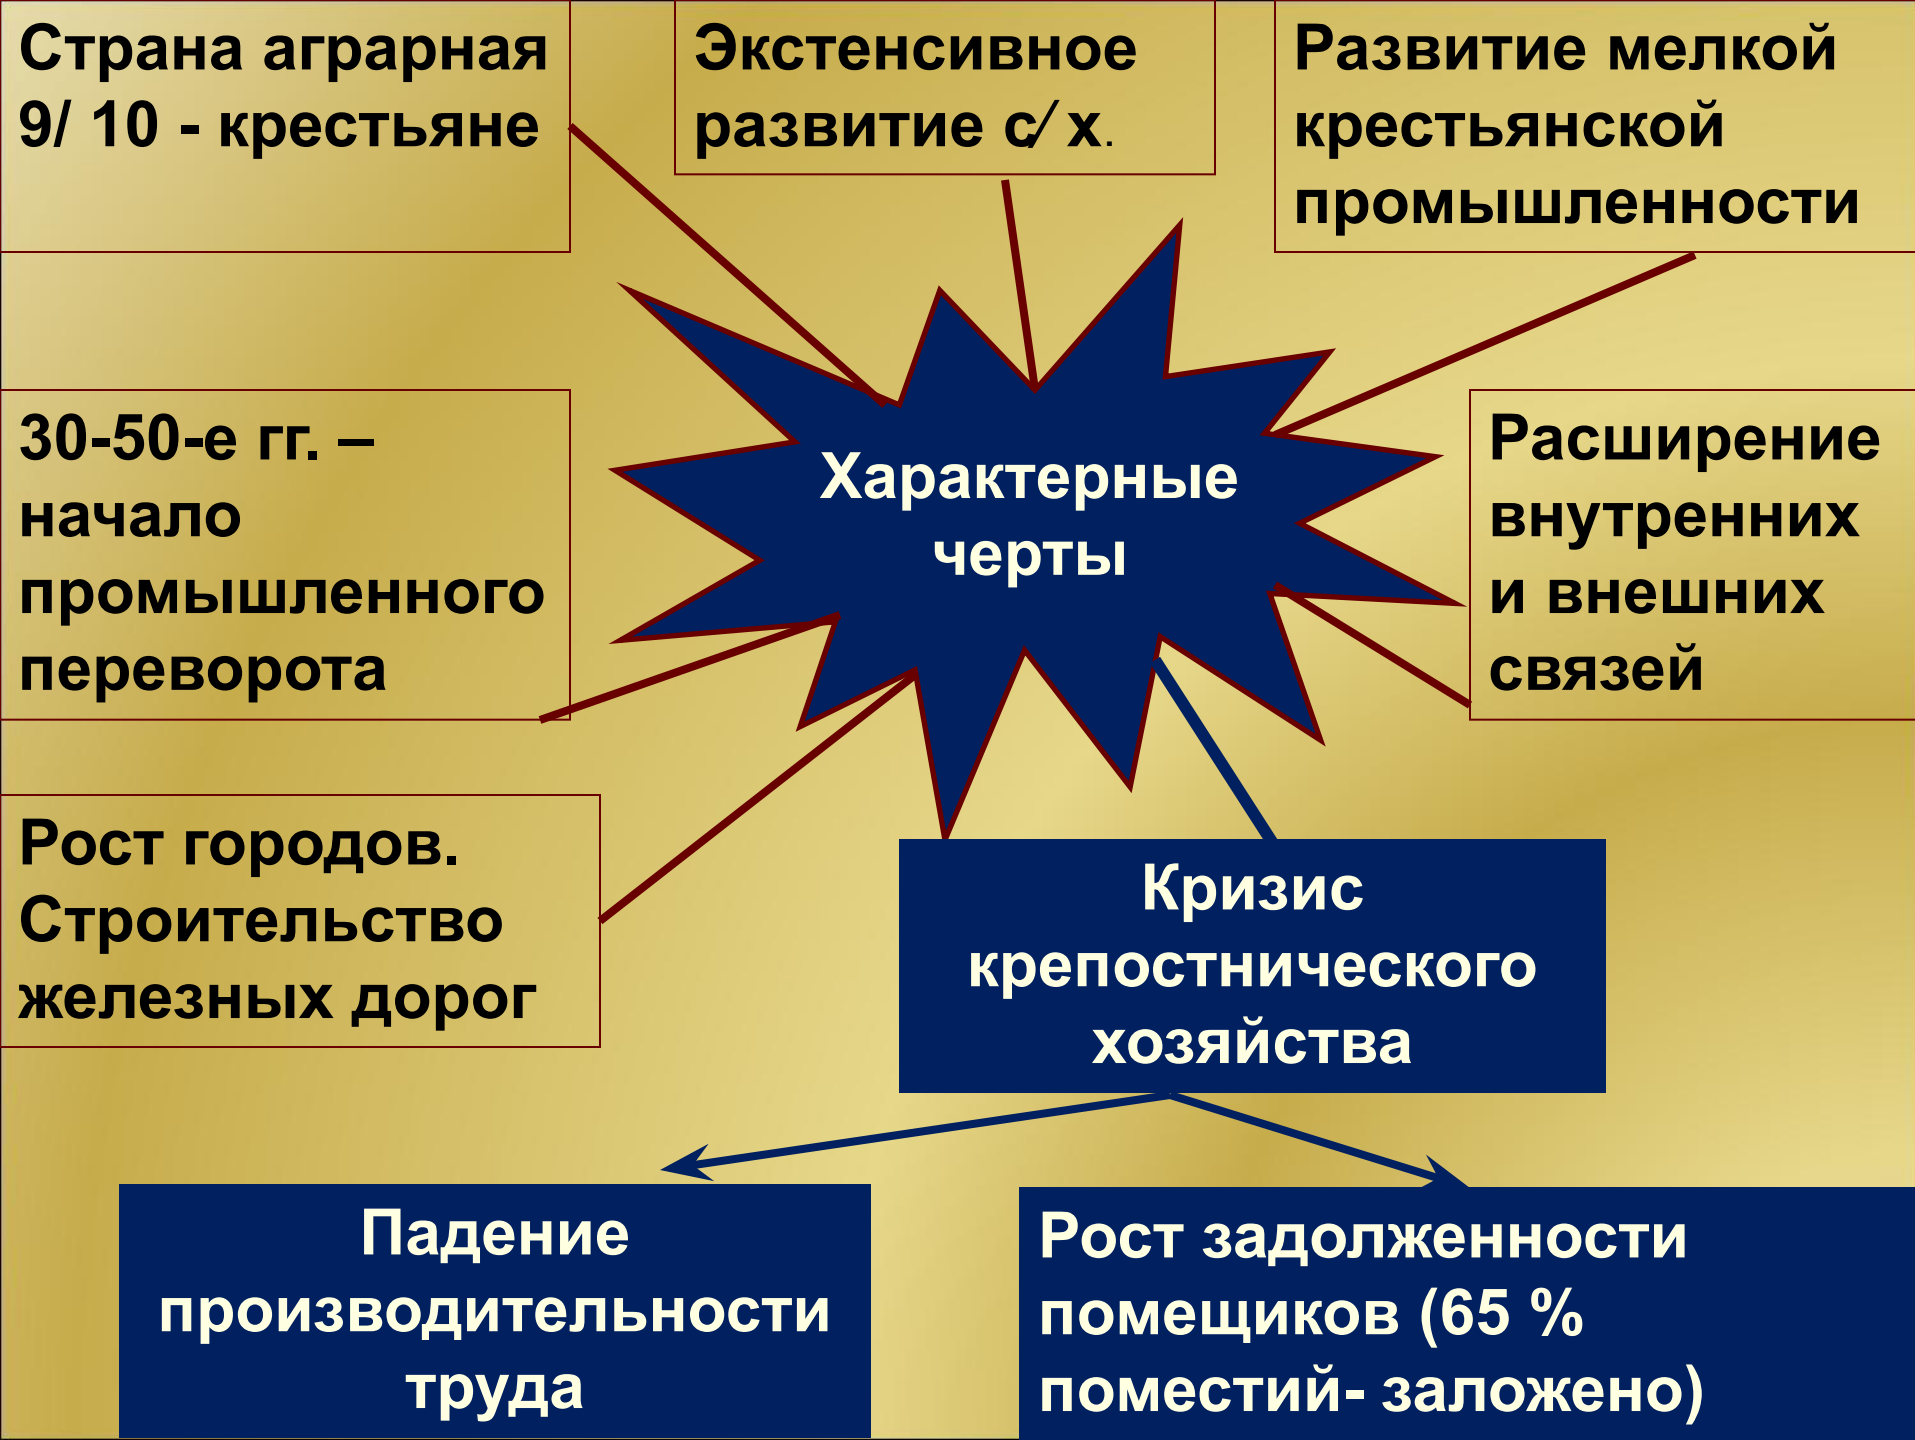 Страна аграрная
9/ 10 - крестьяне
Экстенсивное
развитие с/х.
Развитие мелкой
крестьянской
промышленности
30-50-е гг. –
начало
промышленного
переворота
Характерные
черты
Расширение
внутренних
и внешних
связей
Рост городов.
Строительство
железных дорог
Кризис
крепостнического
хозяйства
Падение
производительности
труда
Рост задолженности
помещиков (65 %
поместий- заложено)